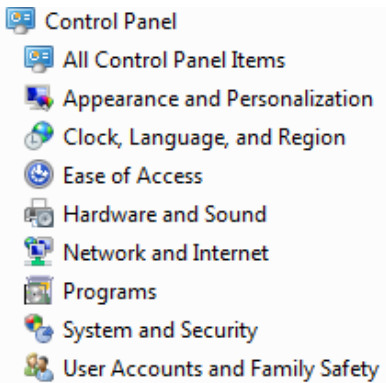 Control Panel
All Control Panel Items
Appearance and Personalization
Clock, Language, and Region
Ease of Access
Hardware and Sound
Network and Internet
Programs
System and Security
User Accounts and Family Safety